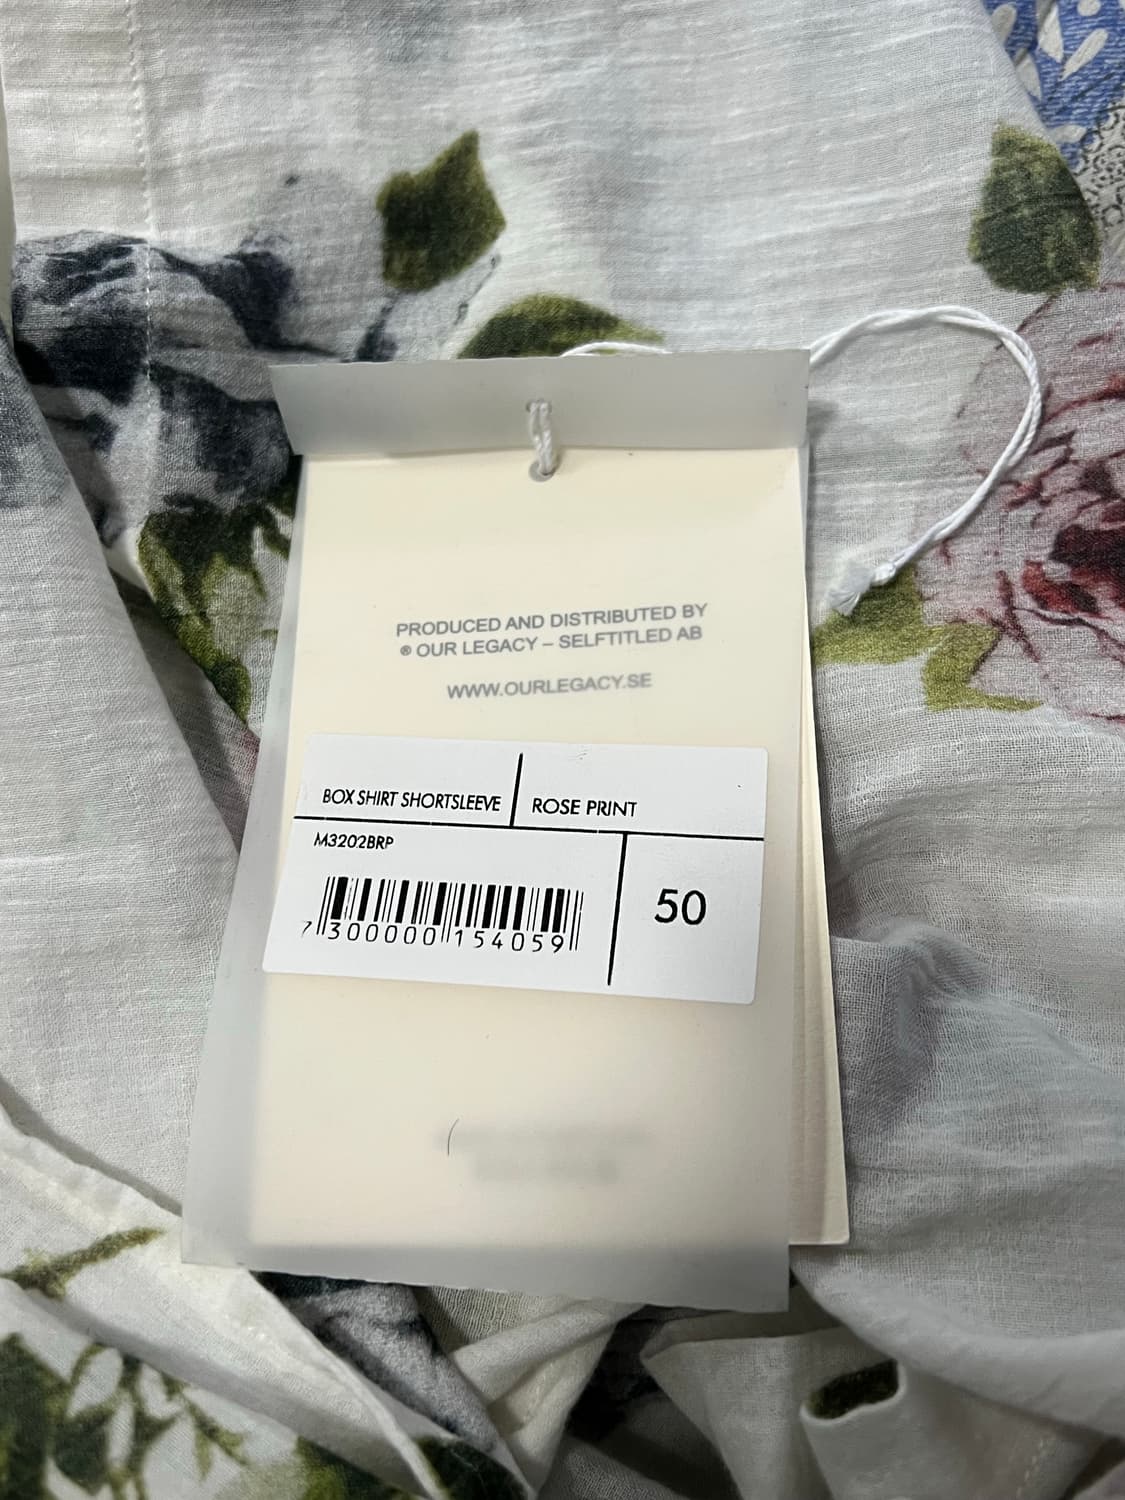 PRODUCED AND DISTRIBUTED BY
® OUR LEGACY – SELFTITLED AB
WWW.OURLEGACY.SE
BOX SHIRT SHORTSLEEVE
ROSE PRINT
M3202BRP
50
7 300000 154059